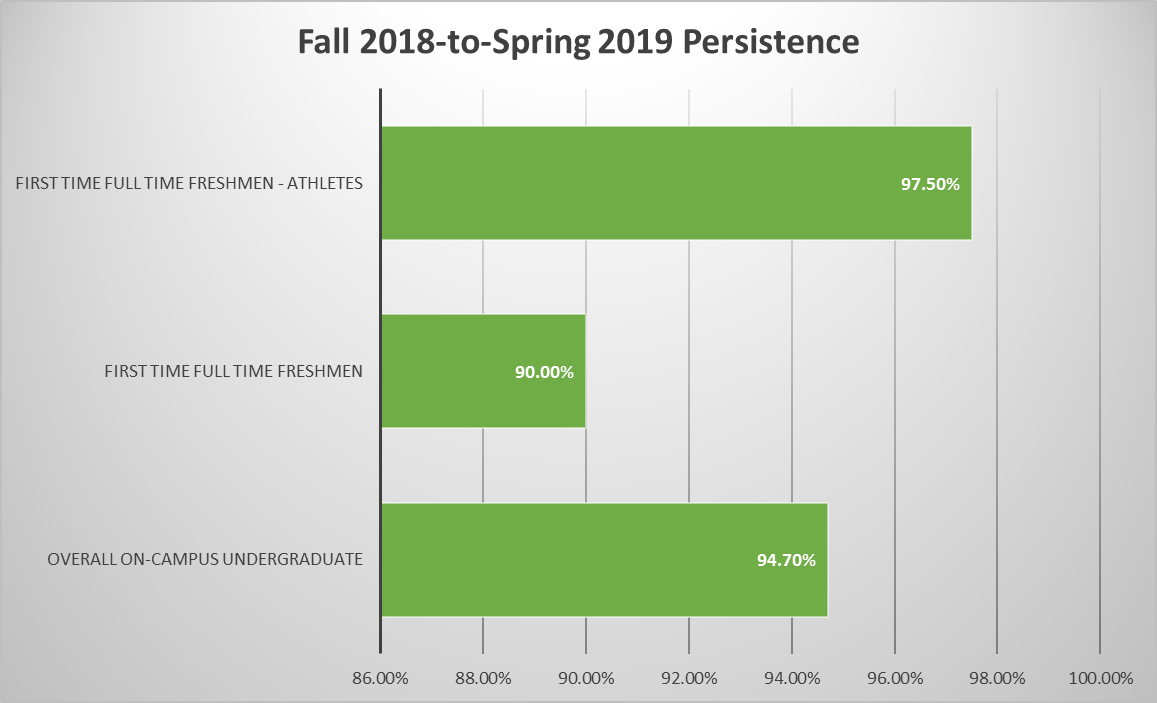 Fall 2018-to-Spring 2019 Persistence
FIRST TIME FULL TIME FRESHMEN - ATHLETES
97.50%
FIRST TIME FULL TIME FRESHMEN
90.00%
OVERALL ON-CAMPUS UNDERGRADUATE
94.70%
86.00% 88.00% 90.00% 92.00% 94.00% 96.00% 98.00% 100.00%